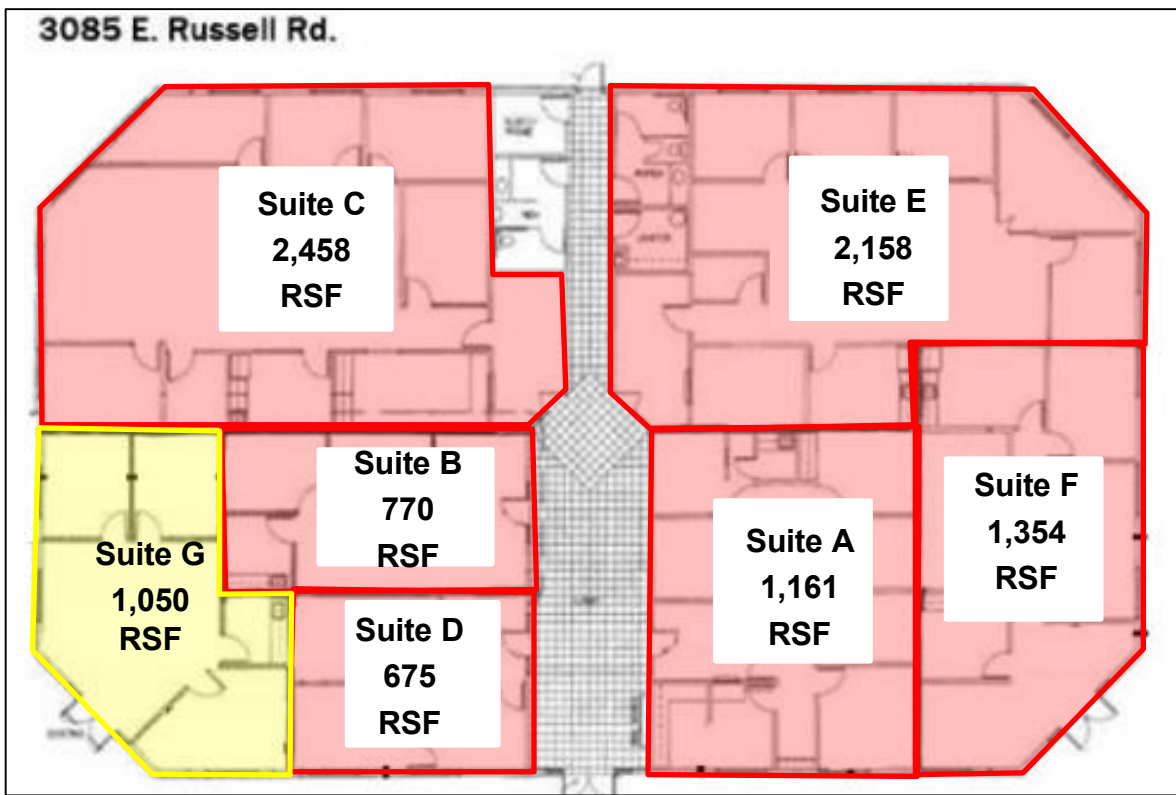 3085 E. Russell Rd.
Suite C
2,458
RSF
Suite E
2,158
RSF
Suite B
770
RSF
Suite G
1,050
RSF
Suite D
675
RSF
Suite A
1,161
RSF
Suite F
1,354
RSF